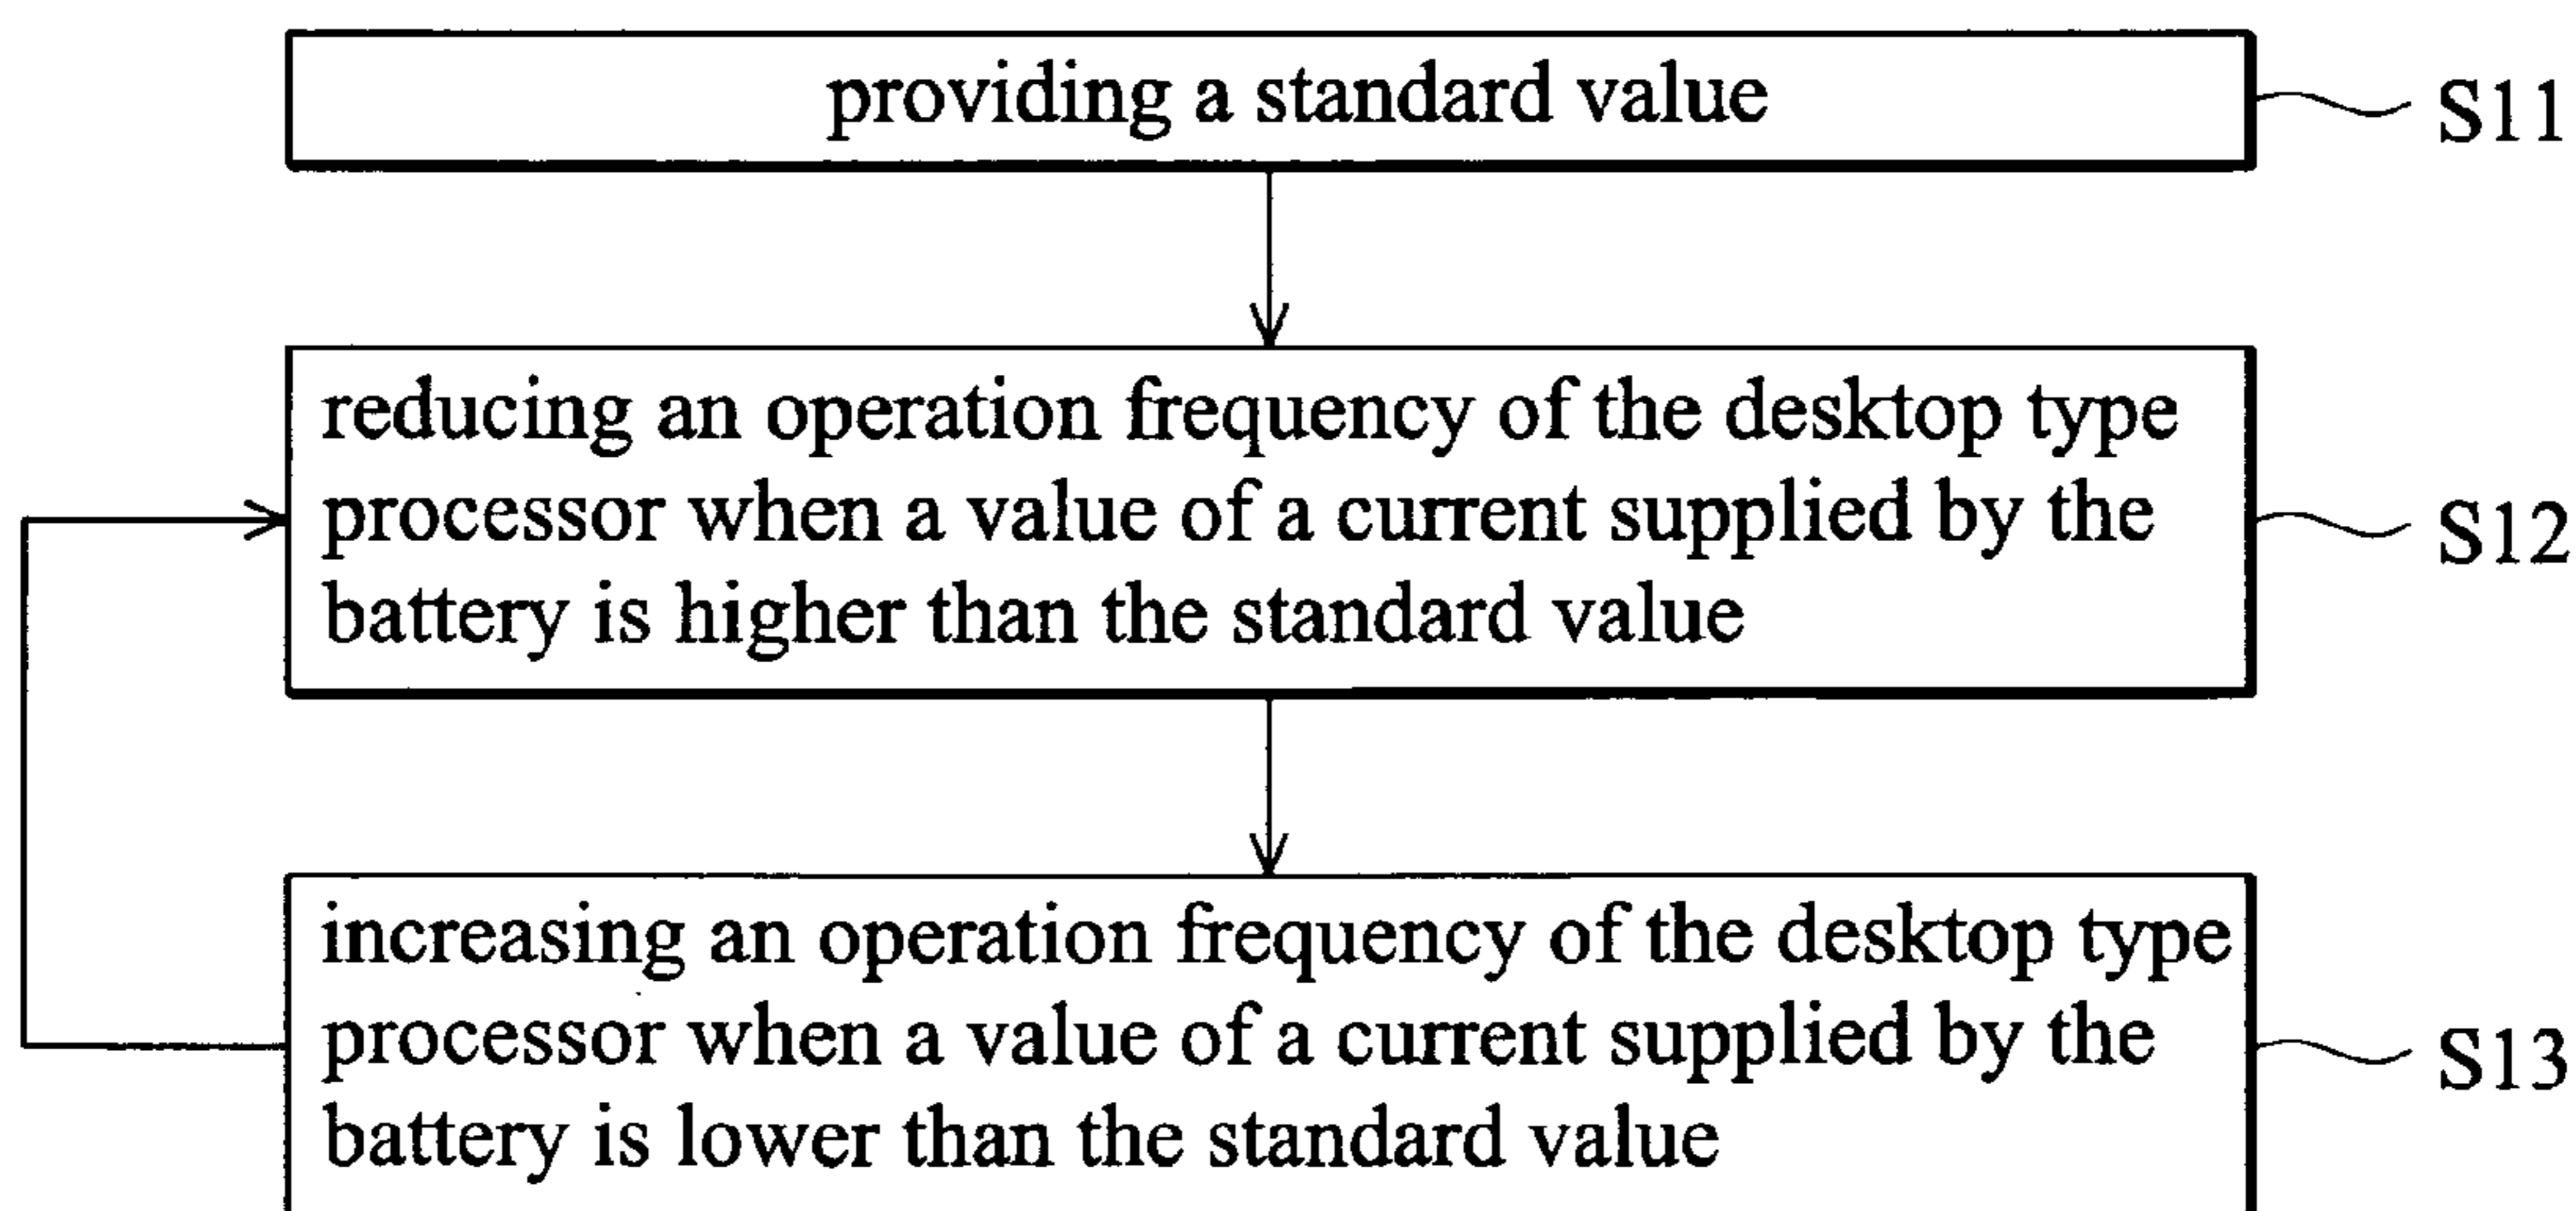 providing a standard value
S11
reducing an operation frequency of the desktop type
processor when a value of a current supplied by the
battery is higher than the standard value
S12
increasing an operation frequency of the desktop type
processor when a value of a current supplied by the
battery is lower than the standard value
S13